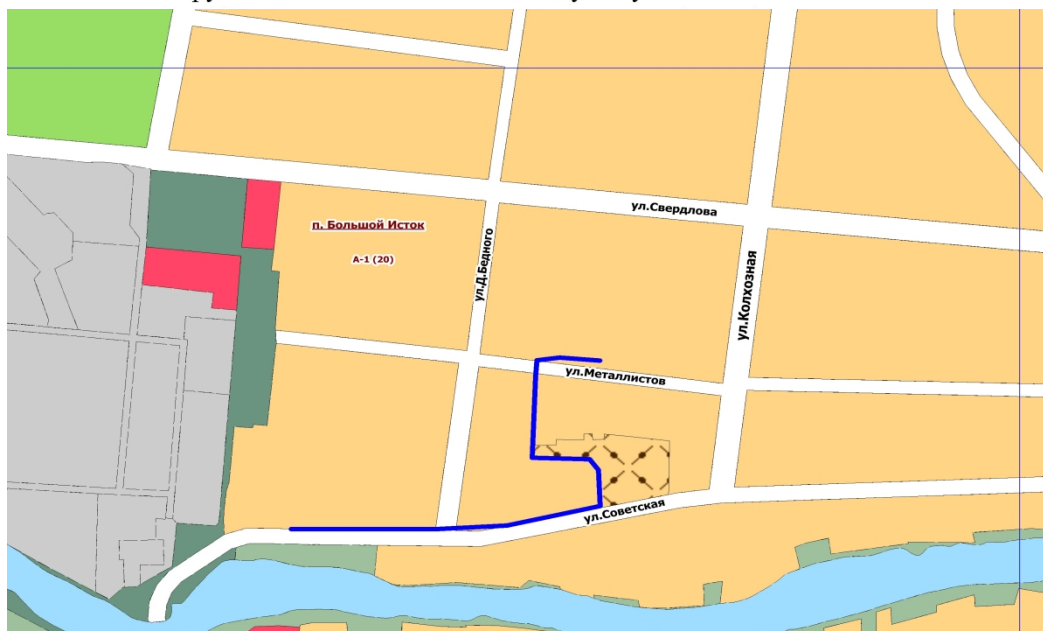 ул.Свердлова
п. Большой Исток
А-1 (20)
ул.Д.Бедного
ул.Колхозная
ул.Металлистов
ул.Советская